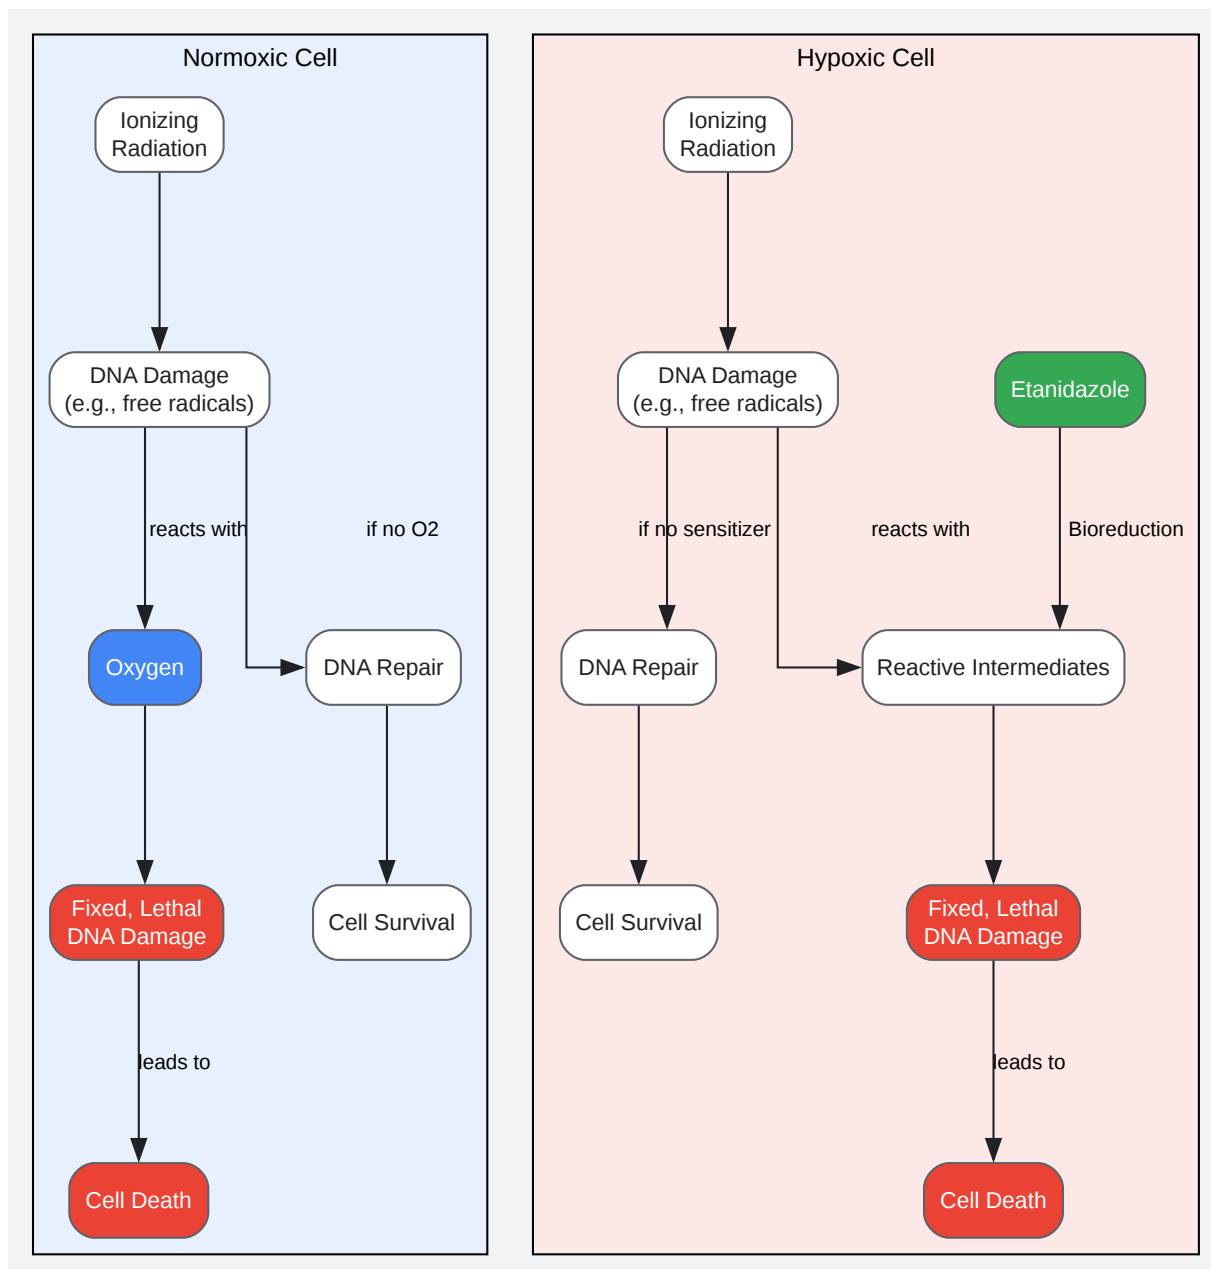 Normoxic Cell
Ionizing
Radiation
DNA Damage
(e.g., free radicals)
reacts with
if no O2
Oxygen
DNA Repair
Fixed, Lethal
DNA Damage
Cell Survival
leads to
Cell Death
Hypoxic Cell
Ionizing
Radiation
DNA Damage
(e.g., free radicals)
Etanidazole
if no sensitizer
reacts with
Bioreduction
DNA Repair
Reactive Intermediates
Cell Survival
Fixed, Lethal
DNA Damage
leads to
Cell Death